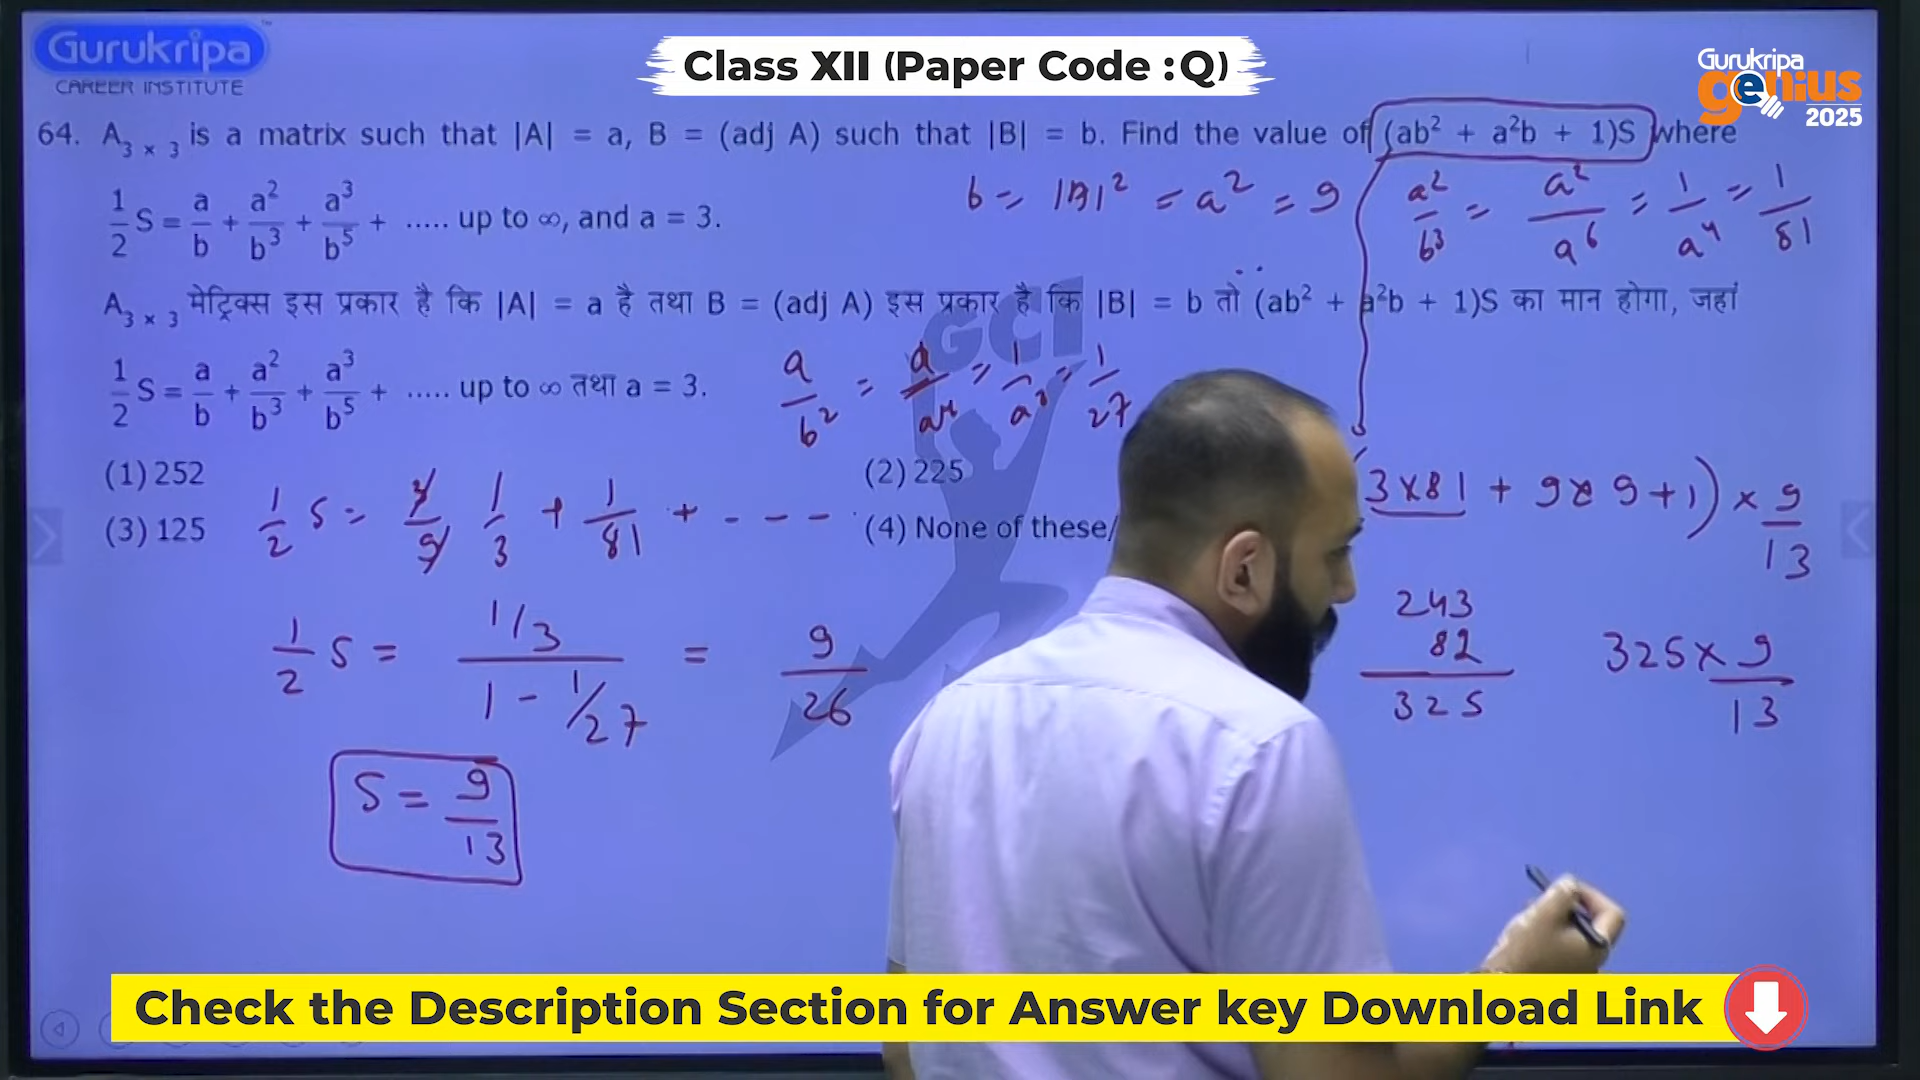 Gurukripa
CAREER INSTITUTE
Class XII (Paper Code :Q)
Gurukripa
genius
2025
64. A₃ₓ₃ is a matrix such that |A| = a, B = (adj A) such that |B| = b. Find the value of (ab² + a²b + 1)S where
1/2 S = a/b + a²/b³ + a³/b⁵ + ..... up to ∞, and a = 3.
b = |A|² = a² = 9
a²/b³ = a²/a⁶ = 1/a⁴ = 1/81
A₃ₓ₃ मेट्रिक्स इस प्रकार है कि |A| = a है तथा B = (adj A) इस प्रकार है कि |B| = b तो (ab² + a²b + 1)S का मान होगा, जहां
1/2 S = a/b + a²/b³ + a³/b⁵ + ..... up to ∞ तथा a = 3.
a/b² = a/a⁴ = 1/a³ = 1/27
(1) 252
(2) 225
(3) 125
(4) None of these/
1/2 S = 3/9 1/3 + 1/81 + - - - -
(3×81 + 9×9+1) × 9/13
1/2 S = 1/3 / 1 - 1/27 = 9/26
243
82
325
325× 9/13
S = 9/13
GCI
Check the Description Section for Answer key Download Link